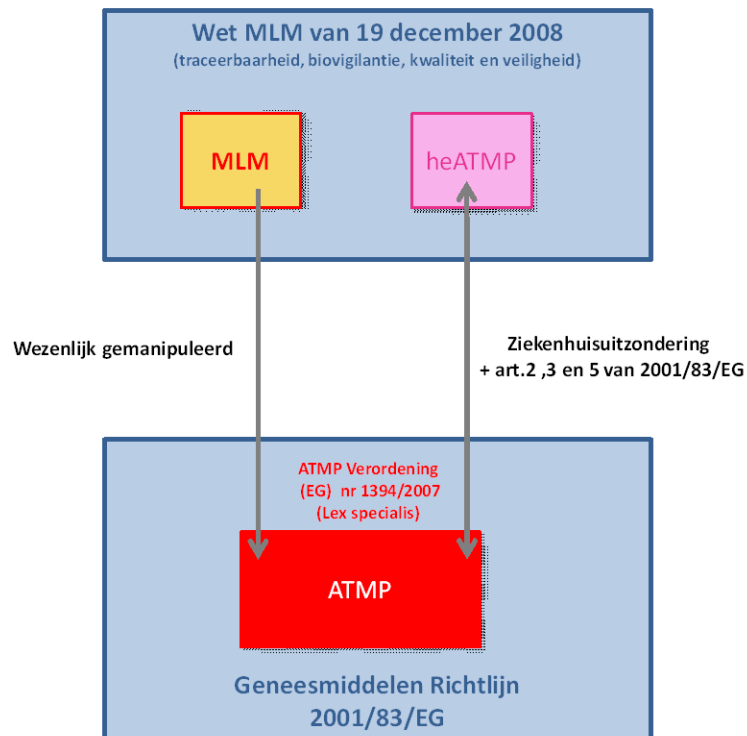 Wet MLM van 19 december 2008
(traceerbaarheid, biovigilantie, kwaliteit en veiligheid)
MLM
heATMP
Wezenlijk gemanipuleerd
Ziekenhuisuitzondering
+ art.2 ,3 en 5 van 2001/83/EG
ATMP Verordening
(EG) nr 1394/2007
(Lex specialis)
ATMP
Geneesmiddelen Richtlijn
2001/83/EG